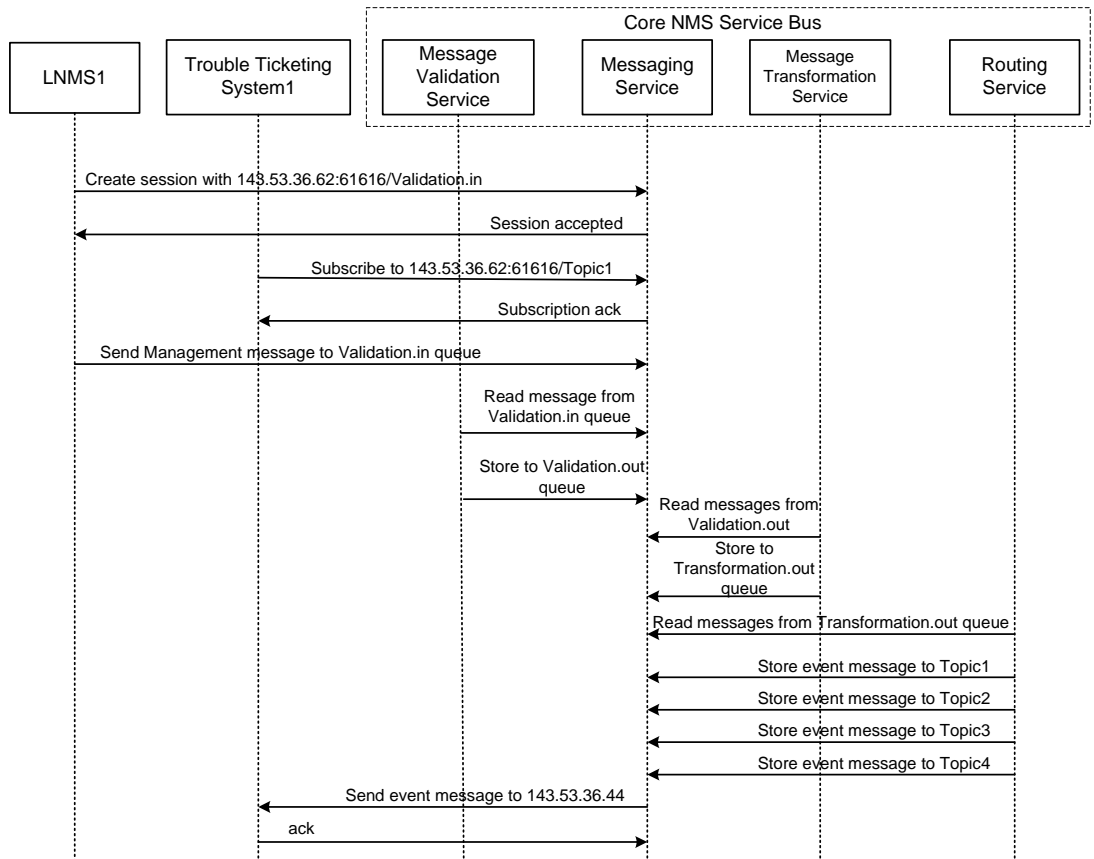 Core NMS Service Bus
LNMS1
Trouble Ticketing
System1
Message
Validation
Service
Messaging
Service
Message
Transformation
Service
Routing
Service
Create session with 143.53.36.62:61616/Validation.in
Session accepted
Subscribe to 143.53.36.62:61616/Topic1
Subscription ack
Send Management message to Validation.in queue
Read message from
Validation.in queue
Store to Validation.out
queue
Read messages from
Validation.out
Store to
Transformation.out
queue
Read messages from Transformation.out queue
Store event message to Topic1
Store event message to Topic2
Store event message to Topic3
Store event message to Topic4
Send event message to 143.53.36.44
ack